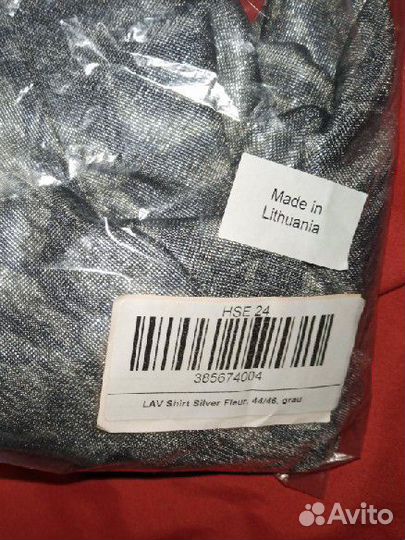 Made in
Lithuania
HSE 24
385674004
LAV Shirt Silver Fleur, 44/46, grau
Avito